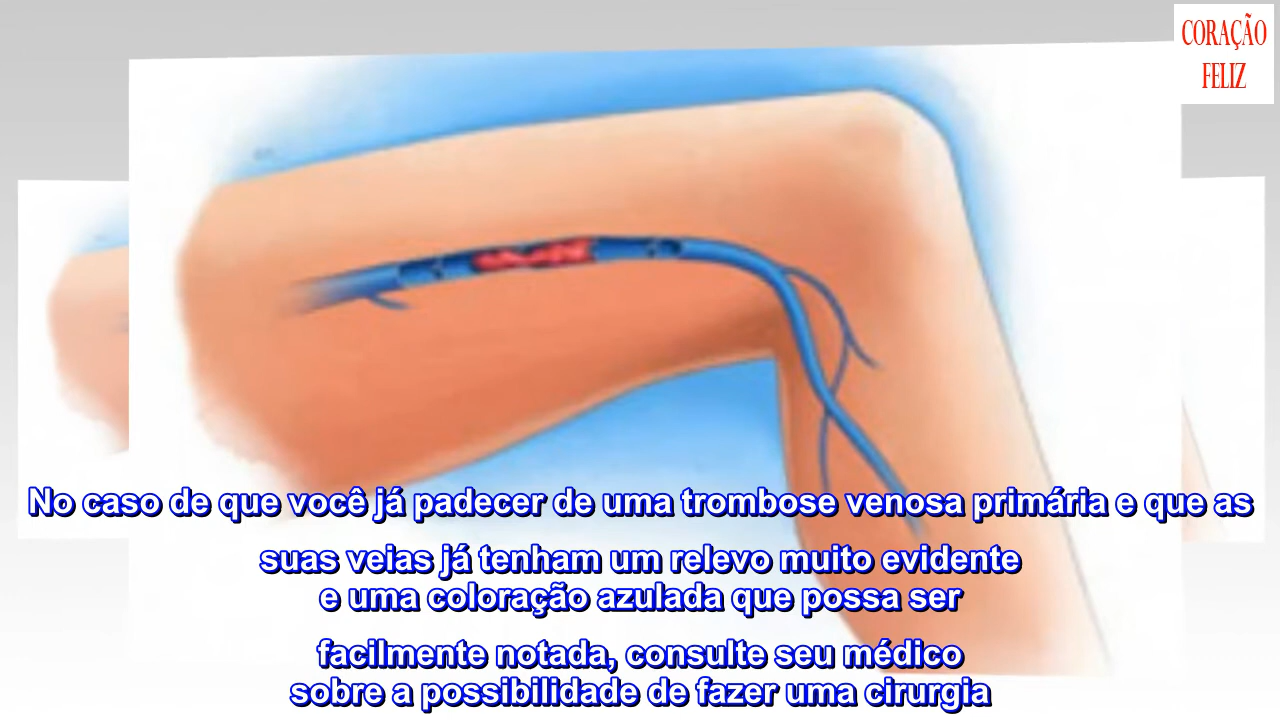 CORAÇÃO
FELIZ
No caso de que você já padecer de uma trombose venosa primária e que as
suas veias já tenham um relevo muito evidente
e uma coloração azulada que possa ser
facilmente notada, consulte seu médico
sobre a possibilidade de fazer uma cirurgia